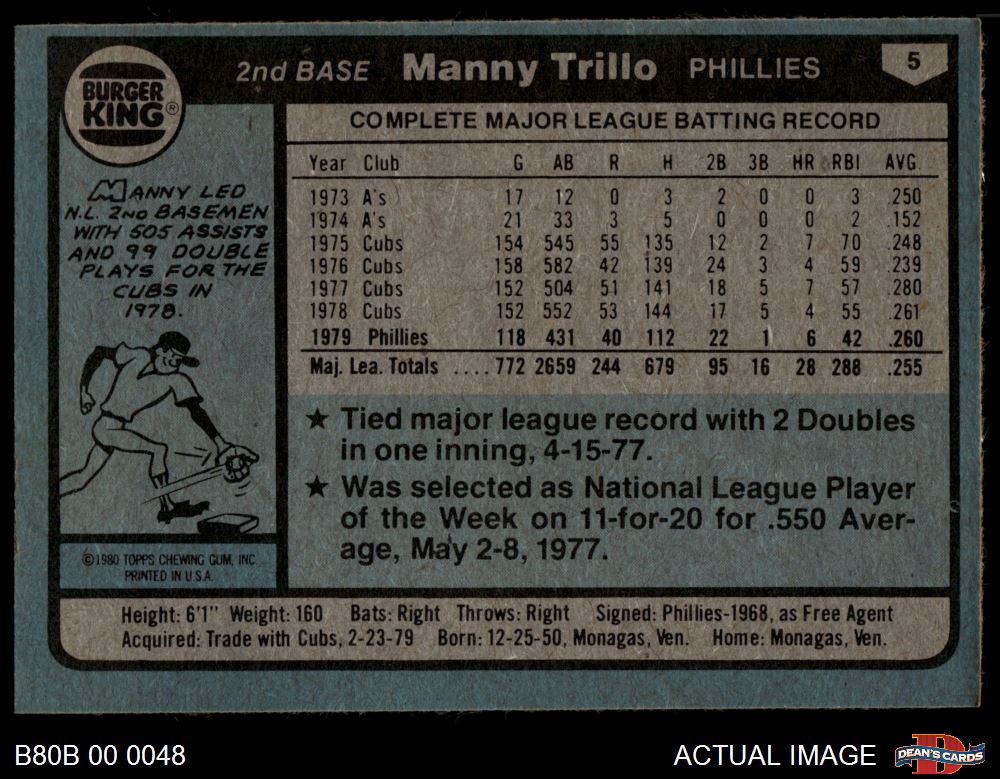 BURGER
KING®
2nd BASE Manny Trillo PHILLIES 5
MANNY LED
N.L. 2ND BASEMEN
WITH 505 ASSISTS
AND 99 DOUBLE
PLAYS FOR THE
CUBS IN
1978.
©1980 TOPPS CHEWING GUM, INC.
PRINTED IN U.S.A.
COMPLETE MAJOR LEAGUE BATTING RECORD
Year Club G AB R H 2B 3B HR RBI AVG.
1973 A's 17 12 0 3 2 0 0 3 .250
1974 A's 21 33 3 5 0 0 0 2 .152
1975 Cubs 154 545 55 135 12 2 7 70 .248
1976 Cubs 158 582 42 139 24 3 4 59 .239
1977 Cubs 152 504 51 141 18 5 7 57 .280
1978 Cubs 152 552 53 144 17 5 4 55 .261
1979 Phillies 118 431 40 112 22 1 6 42 .260
Maj. Lea. Totals .... 772 2659 244 679 95 16 28 288 .255
★ Tied major league record with 2 Doubles
in one inning, 4-15-77.
★ Was selected as National League Player
of the Week on 11-for-20 for .550 Aver-
age, May 2-8, 1977.
Height: 6'1" Weight: 160 Bats: Right Throws: Right Signed: Phillies-1968, as Free Agent
Acquired: Trade with Cubs, 2-23-79 Born: 12-25-50, Monagas, Ven. Home: Monagas, Ven.
B80B 00 0048 ACTUAL IMAGE DEAN'S CARDS